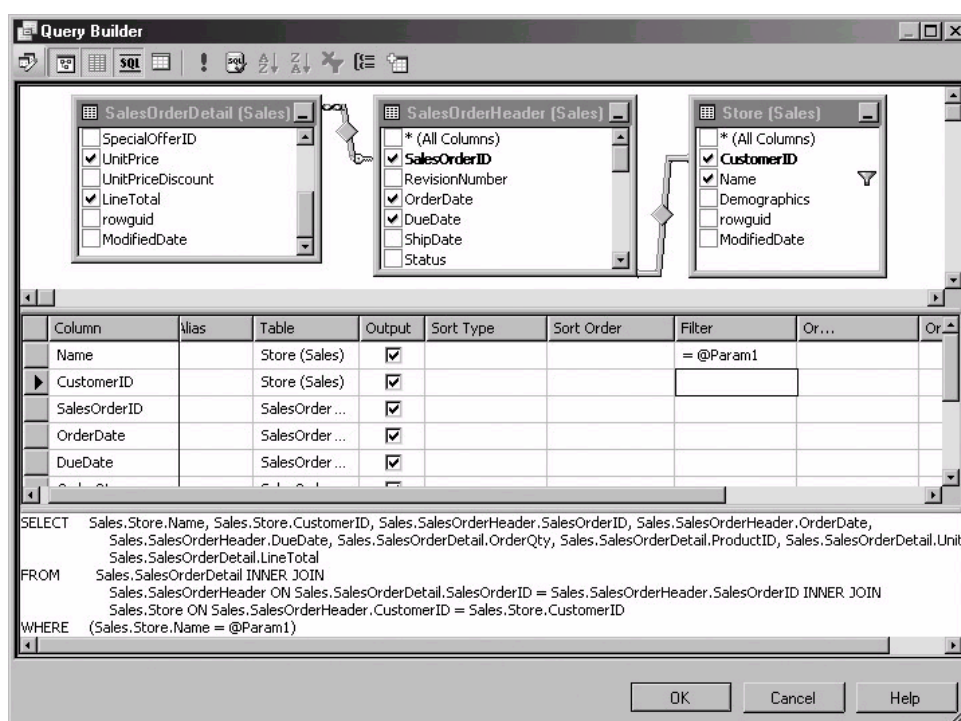 Query Builder
SQL
SQL
SalesOrderDetail (Sales)
SpecialOfferID
UnitPrice
UnitPriceDiscount
LineTotal
rowguid
ModifiedDate
SalesOrderHeader (Sales)
* (All Columns)
SalesOrderID
RevisionNumber
OrderDate
DueDate
ShipDate
Status
Store (Sales)
* (All Columns)
CustomerID
Name
Demographics
rowguid
ModifiedDate
Column Alias Table Output Sort Type Sort Order Filter Or... Or
Name Store (Sales) = @Param1
CustomerID Store (Sales)
SalesOrderID SalesOrder ...
OrderDate SalesOrder ...
DueDate SalesOrder ...
SELECT Sales.Store.Name, Sales.Store.CustomerID, Sales.SalesOrderHeader.SalesOrderID, Sales.SalesOrderHeader.OrderDate,
Sales.SalesOrderHeader.DueDate, Sales.SalesOrderDetail.OrderQty, Sales.SalesOrderDetail.ProductID, Sales.SalesOrderDetail.Unit
Sales.SalesOrderDetail.LineTotal
FROM Sales.SalesOrderDetail INNER JOIN
Sales.SalesOrderHeader ON Sales.SalesOrderDetail.SalesOrderID = Sales.SalesOrderHeader.SalesOrderID INNER JOIN
Sales.Store ON Sales.SalesOrderHeader.CustomerID = Sales.Store.CustomerID
WHERE (Sales.Store.Name = @Param1)
OK Cancel Help